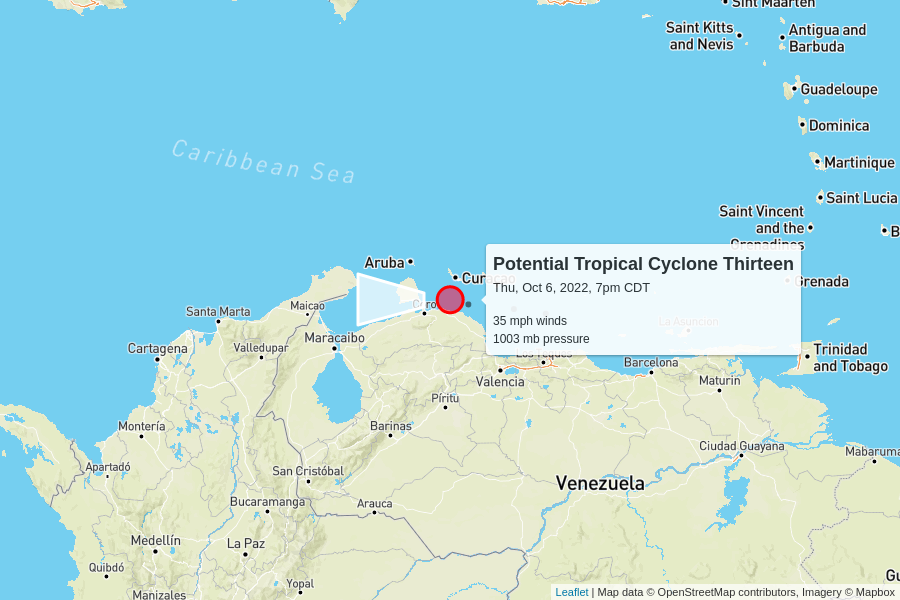 Sint Maarten
Saint Kitts
and Nevis
Antigua and
Barbuda
Guadeloupe
Dominica
Caribbean Sea
Martinique
Saint Lucia
Saint Vincent
and the
Grenadines
B
Aruba
Curaçao
Potential Tropical Cyclone Thirteen
Thu, Oct 6, 2022, 7pm CDT
35 mph winds
1003 mb pressure
Grenada
Coro
La Asunción
Santa Marta
Maicao
Maracaibo
Cartagena
Valledupar
Los Teques
Barcelona
Trinidad
and Tobago
Valencia
Maturin
Píritu
Montería
Barinas
Ciudad Guayana
Mabaruma
Apartadó
San Cristóbal
Venezuela
Bucaramanga
Arauca
Medellín
La Paz
Quibdó
Yopal
Gu
Manizales
Leaflet | Map data © OpenStreetMap contributors, Imagery © Mapbox